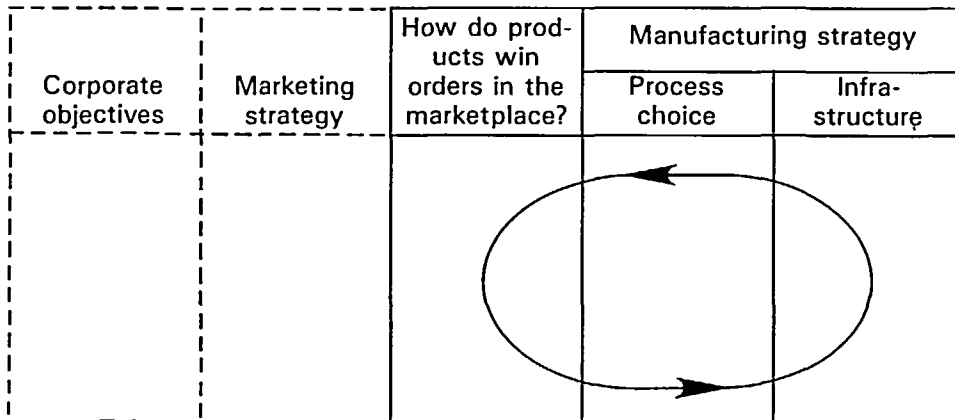 Corporate
objectives
Marketing
strategy
How do prod-
ucts win
orders in the
marketplace?
Manufacturing strategy
Process
choice
Infra-
structure